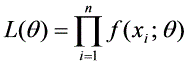 L(θ) = ∏_{i=1}^{n} f(x_i; θ)